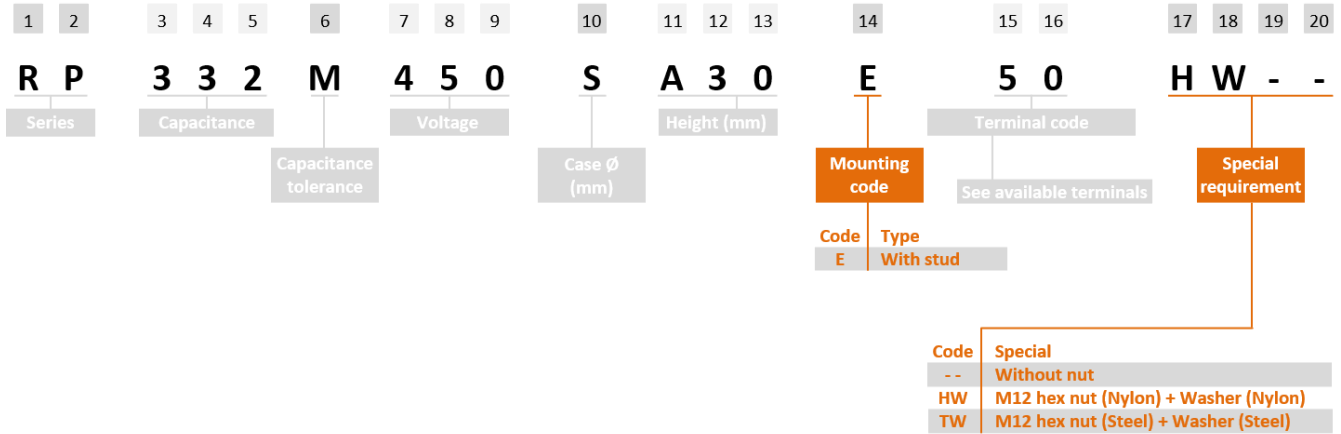 1 2 3 4 5 6 7 8 9 10 11 12 13 14 15 16 17 18 19 20
R P 3 3 2 M 4 5 0 S A 3 0 E 5 0 H W - -
Series Capacitance Voltage Height (mm) Terminal code
Capacitance
tolerance
Case Ø
(mm)
Mounting
code
See available terminals
Special
requirement
Code Type
E With stud
Code Special
- - Without nut
HW M12 hex nut (Nylon) + Washer (Nylon)
TW M12 hex nut (Steel) + Washer (Steel)